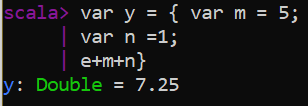 scala> var y = { var m = 5;
| var n =1;
| e+m+n}
y: Double = 7.25